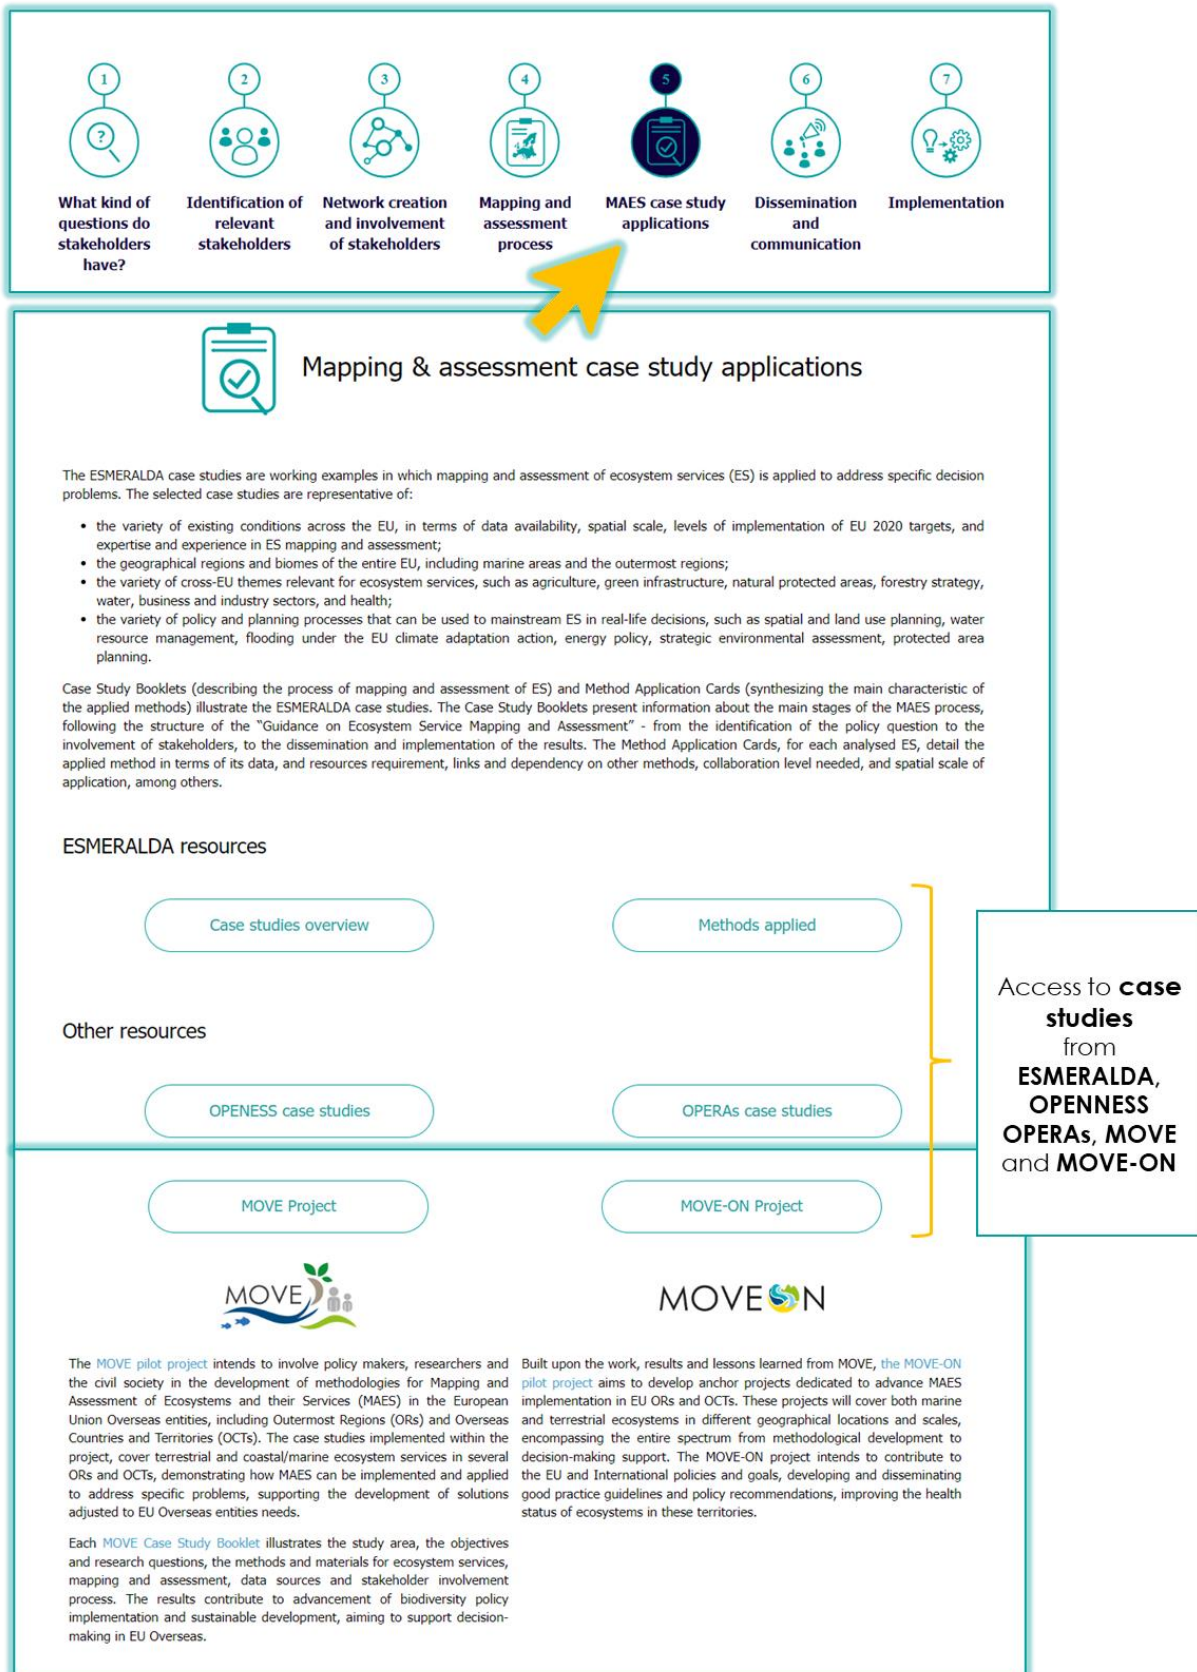 1
2
3
4
5
6
7
What kind of
questions do
stakeholders
have?
Identification of
relevant
stakeholders
Network creation
and involvement
of stakeholders
Mapping and
assessment
process
MAES case study
applications
Dissemination
and
communication
Implementation
Mapping & assessment case study applications
The ESMERALDA case studies are working examples in which mapping and assessment of ecosystem services (ES) is applied to address specific decision
problems. The selected case studies are representative of:
• the variety of existing conditions across the EU, in terms of data availability, spatial scale, levels of implementation of EU 2020 targets, and
expertise and experience in ES mapping and assessment;
• the geographical regions and biomes of the entire EU, including marine areas and the outermost regions;
• the variety of cross-EU themes relevant for ecosystem services, such as agriculture, green infrastructure, natural protected areas, forestry strategy,
water, business and industry sectors, and health;
• the variety of policy and planning processes that can be used to mainstream ES in real-life decisions, such as spatial and land use planning, water
resource management, flooding under the EU climate adaptation action, energy policy, strategic environmental assessment, protected area
planning.
Case Study Booklets (describing the process of mapping and assessment of ES) and Method Application Cards (synthesizing the main characteristic of
the applied methods) illustrate the ESMERALDA case studies. The Case Study Booklets present information about the main stages of the MAES process,
following the structure of the “Guidance on Ecosystem Service Mapping and Assessment” - from the identification of the policy question to the
involvement of stakeholders, to the dissemination and implementation of the results. The Method Application Cards, for each analysed ES, detail the
applied method in terms of its data, and resources requirement, links and dependency on other methods, collaboration level needed, and spatial scale of
application, among others.
ESMERALDA resources
Case studies overview
Methods applied
Other resources
OPENESS case studies
OPERAs case studies
MOVE Project
MOVE-ON Project
Access to case
studies
from
ESMERALDA,
OPENNESS
OPERAs, MOVE
and MOVE-ON
MOVE
MOVEON
The MOVE pilot project intends to involve policy makers, researchers and
the civil society in the development of methodologies for Mapping and
Assessment of Ecosystems and their Services (MAES) in the European
Union Overseas entities, including Outermost Regions (ORs) and Overseas
Countries and Territories (OCTs). The case studies implemented within the
project, cover terrestrial and coastal/marine ecosystem services in several
ORs and OCTs, demonstrating how MAES can be implemented and applied
to address specific problems, supporting the development of solutions
adjusted to EU Overseas entities needs.
Each MOVE Case Study Booklet illustrates the study area, the objectives
and research questions, the methods and materials for ecosystem services,
mapping and assessment, data sources and stakeholder involvement
process. The results contribute to advancement of biodiversity policy
implementation and sustainable development, aiming to support decision-
making in EU Overseas.
Built upon the work, results and lessons learned from MOVE, the MOVE-ON
pilot project aims to develop anchor projects dedicated to advance MAES
implementation in EU ORs and OCTs. These projects will cover both marine
and terrestrial ecosystems in different geographical locations and scales,
encompassing the entire spectrum from methodological development to
decision-making support. The MOVE-ON project intends to contribute to
the EU and International policies and goals, developing and disseminating
good practice guidelines and policy recommendations, improving the health
status of ecosystems in these territories.